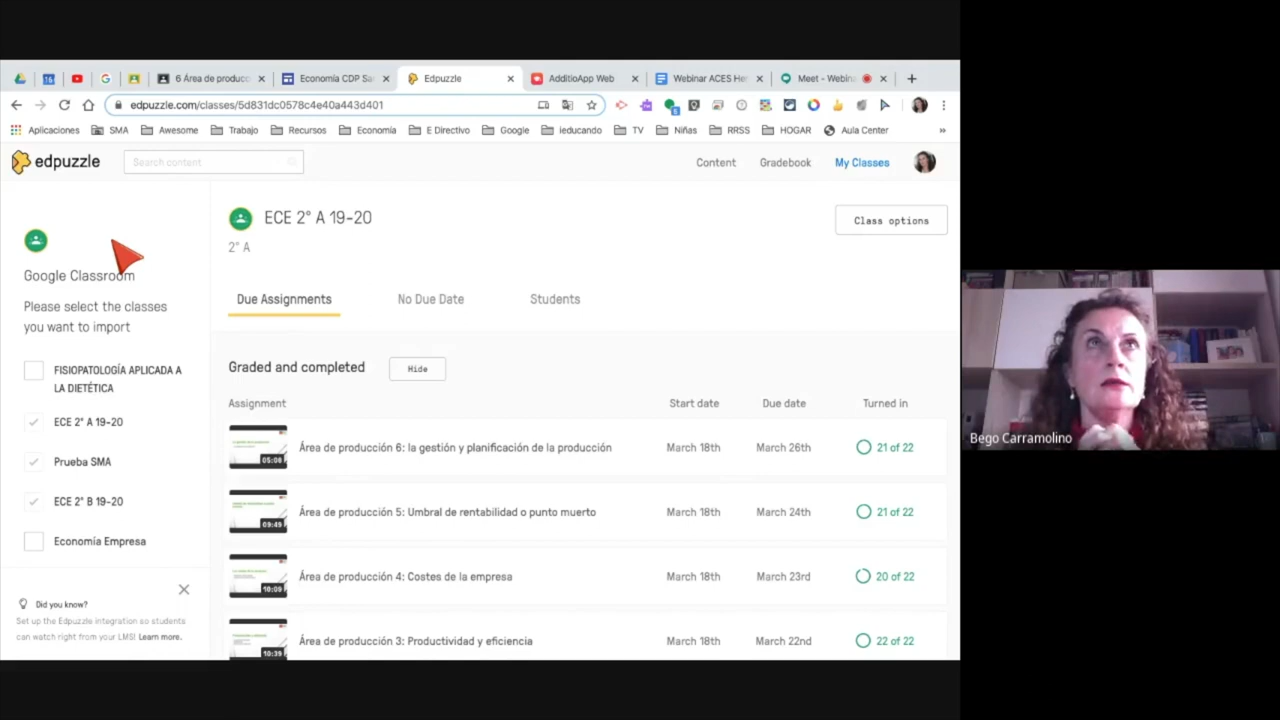 6 Área de producc
Economía CDP Sa
Edpuzzle
AdditioApp Web
Webinar ACES Her
Meet - Webin
edpuzzle.com/classes/5d831dc0578c4e40a443d401
Aplicaciones
SMA
Awesome
Trabajo
Recursos
Economía
E Directivo
Google
ieducando
TV
Niñas
RRSS
HOGAR
Aula Center
»
edpuzzle
Search content
Content
Gradebook
My Classes
ECE 2° A 19-20
2° A
Class options
Google Classroom
Please select the classes
you want to import
FISIOPATOLOGÍA APLICADA A
LA DIETÉTICA
ECE 2° A 19-20
Prueba SMA
ECE 2° B 19-20
Economía Empresa
Did you know?
Set up the Edpuzzle integration so students
can watch right from your LMS! Learn more.
Due Assignments
No Due Date
Students
Graded and completed
Hide
Assignment
Start date
Due date
Turned in
05:08
Área de producción 6: la gestión y planificación de la producción
March 18th
March 26th
21 of 22
09:49
Área de producción 5: Umbral de rentabilidad o punto muerto
March 18th
March 24th
21 of 22
Área de producción 4: Costes de la empresa
March 18th
March 23rd
20 of 22
10:39
Área de producción 3: Productividad y eficiencia
March 18th
March 22nd
22 of 22
Bego Carramolino